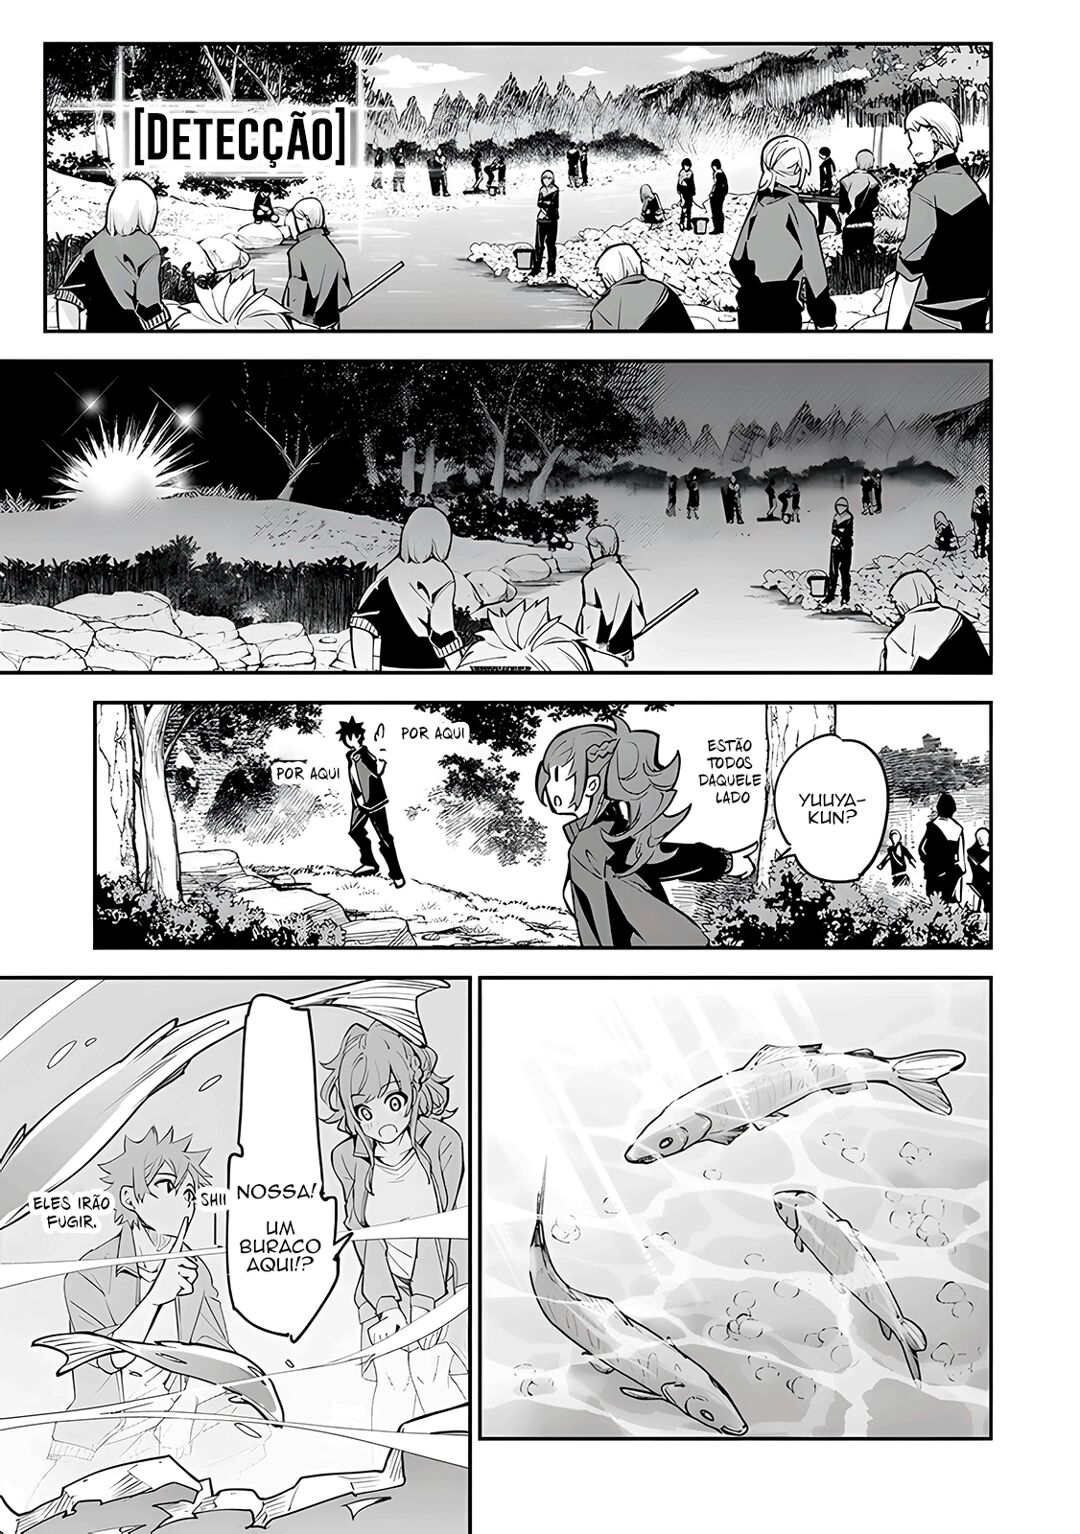 [DETECÇÃO]
YUUYA-
KUN?
ESTÃO
TODOS
DAQUELE
LADO
POR AQUI
POR AQUI
NOSSA!
UM
BURACO
AQUI!?
SHII
ELES IRÃO
FUGIR.